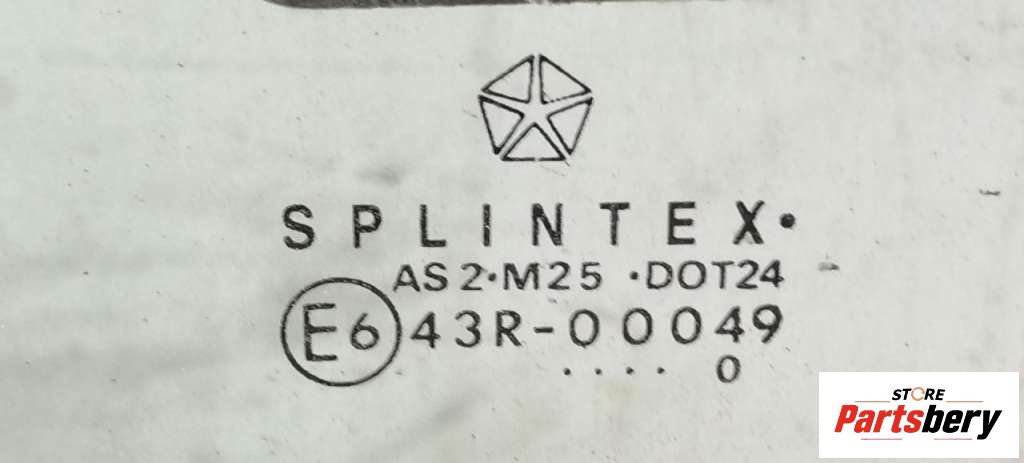 SPLINTEX•
AS2•M25 •DOT24
E6 43R-00049
.... 0
STORE
Partsbery